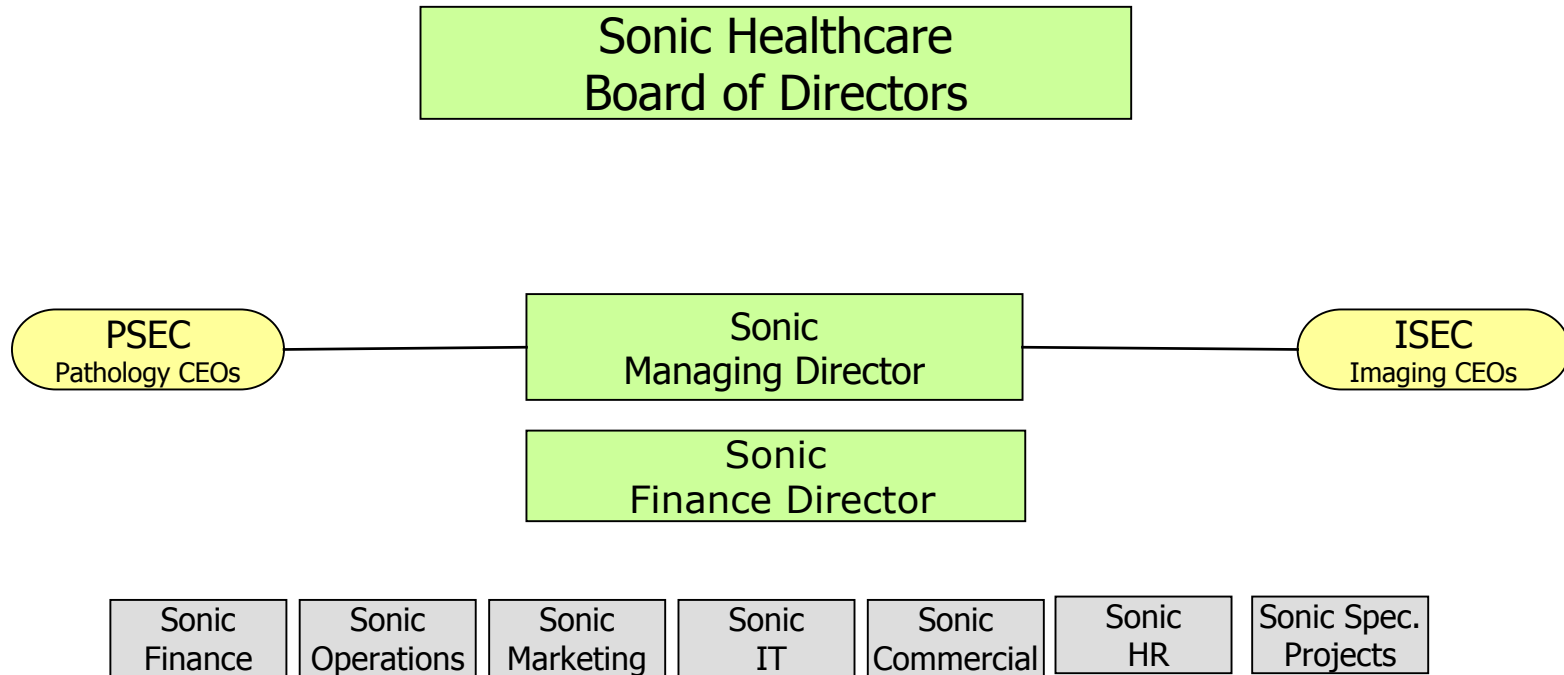 Sonic Healthcare
Board of Directors
PSEC
Pathology CEOs
Sonic
Managing Director
ISEC
Imaging CEOs
Sonic
Finance Director
Sonic
Finance
Sonic
Operations
Sonic
Marketing
Sonic
IT
Sonic
Commercial
Sonic
HR
Sonic Spec.
Projects